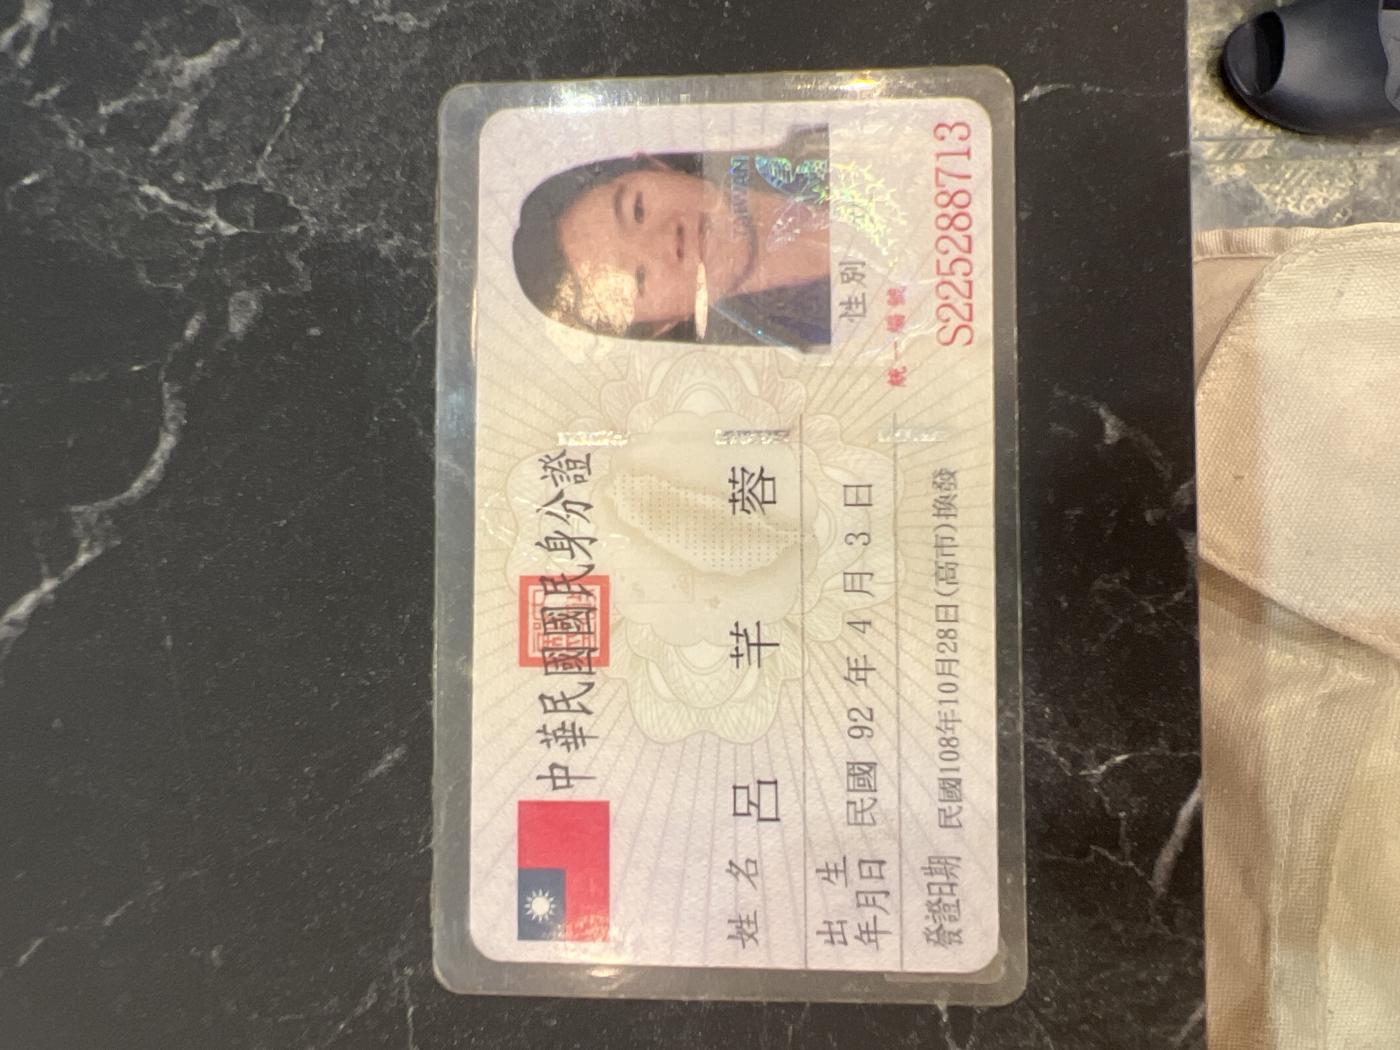 中華民國國民身分證
姓名 呂芊蓉
出生年月日 民國 92 年 4 月 3 日
性別
發證日期 民國108年10月28日(高市)換發
統一編號
S225288713
TAIWAN